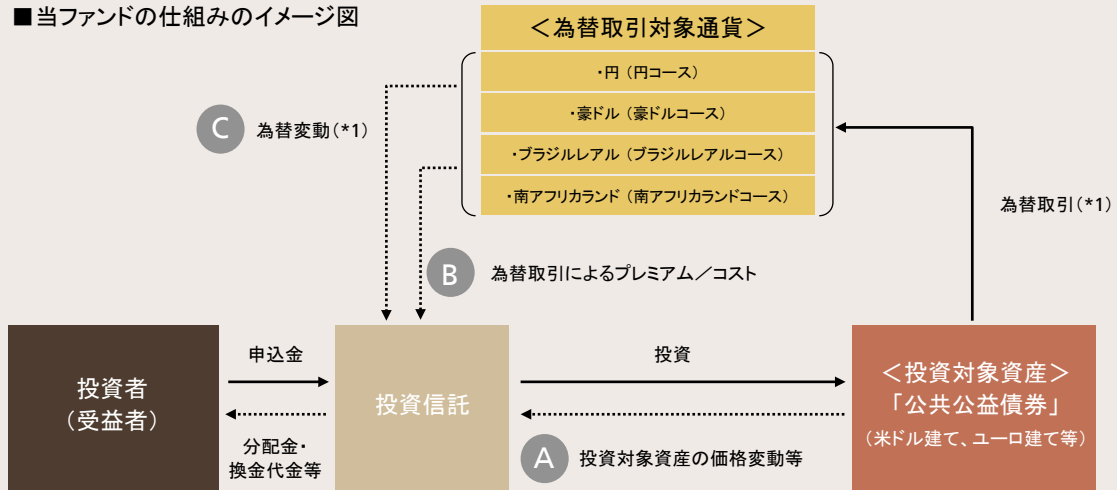 ■当ファンドの仕組みのイメージ図
＜為替取引対象通貨＞
・円（円コース）
・豪ドル（豪ドルコース）
・ブラジルレアル（ブラジルレアルコース）
・南アフリカランド（南アフリカランドコース）
C 為替変動(*1)
為替取引(*1)
B 為替取引によるプレミアム／コスト
投資者
（受益者）
申込金
分配金・
換金代金等
投資信託
投資
A 投資対象資産の価格変動等
＜投資対象資産＞
「公共公益債券」
（米ドル建て、ユーロ建て等）